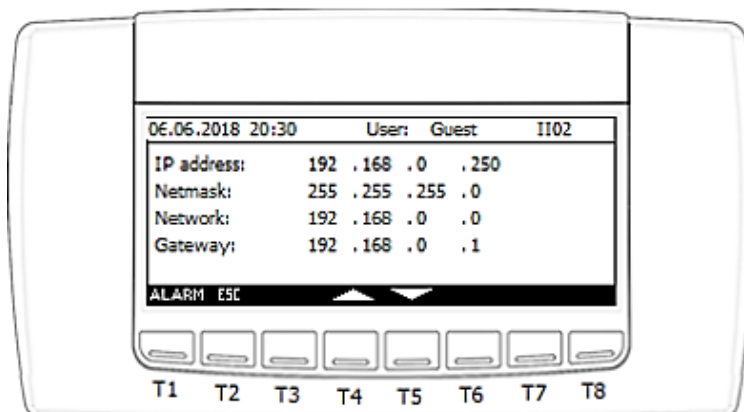 06.06.2018 20:30 User: Guest II02
IP address: 192 .168 .0 .250
Netmask: 255 .255 .255 .0
Network: 192 .168 .0 .0
Gateway: 192 .168 .0 .1
ALARM ESC
T1 T2 T3 T4 T5 T6 T7 T8